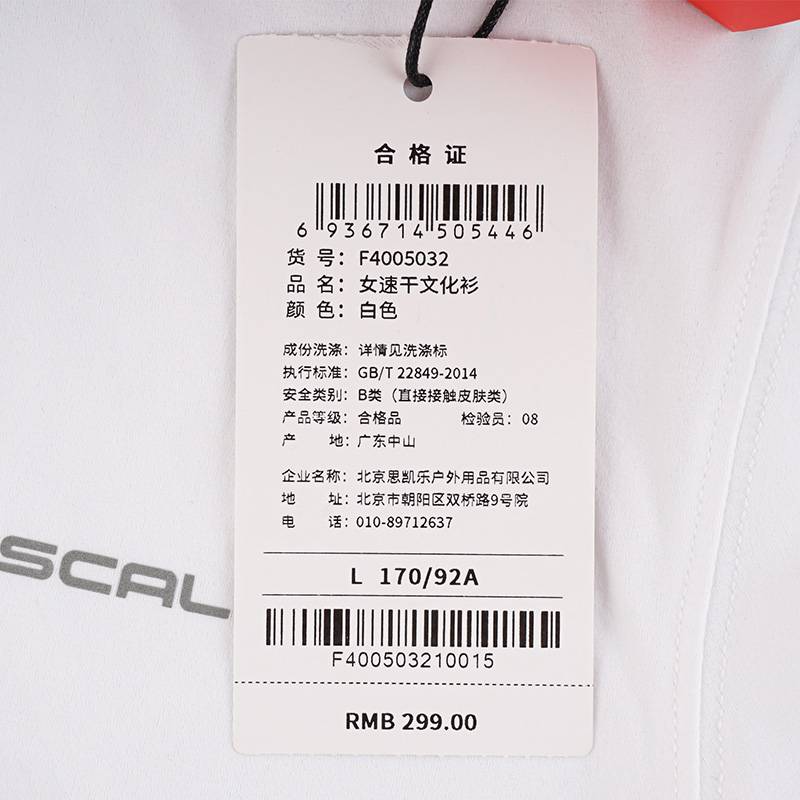 合格证
6 936714 505446
货号：F4005032
品名：女速干文化衫
颜色：白色
成份洗涤：详情见洗涤标
执行标准：GB/T 22849-2014
安全类别：B类（直接接触皮肤类）
产品等级：合格品 检验员：08
产 地：广东中山
企业名称：北京思凯乐户外用品有限公司
地 址：北京市朝阳区双桥路9号院
电 话：010-89712637
SCAL
L 170/92A
F400503210015
RMB 299.00